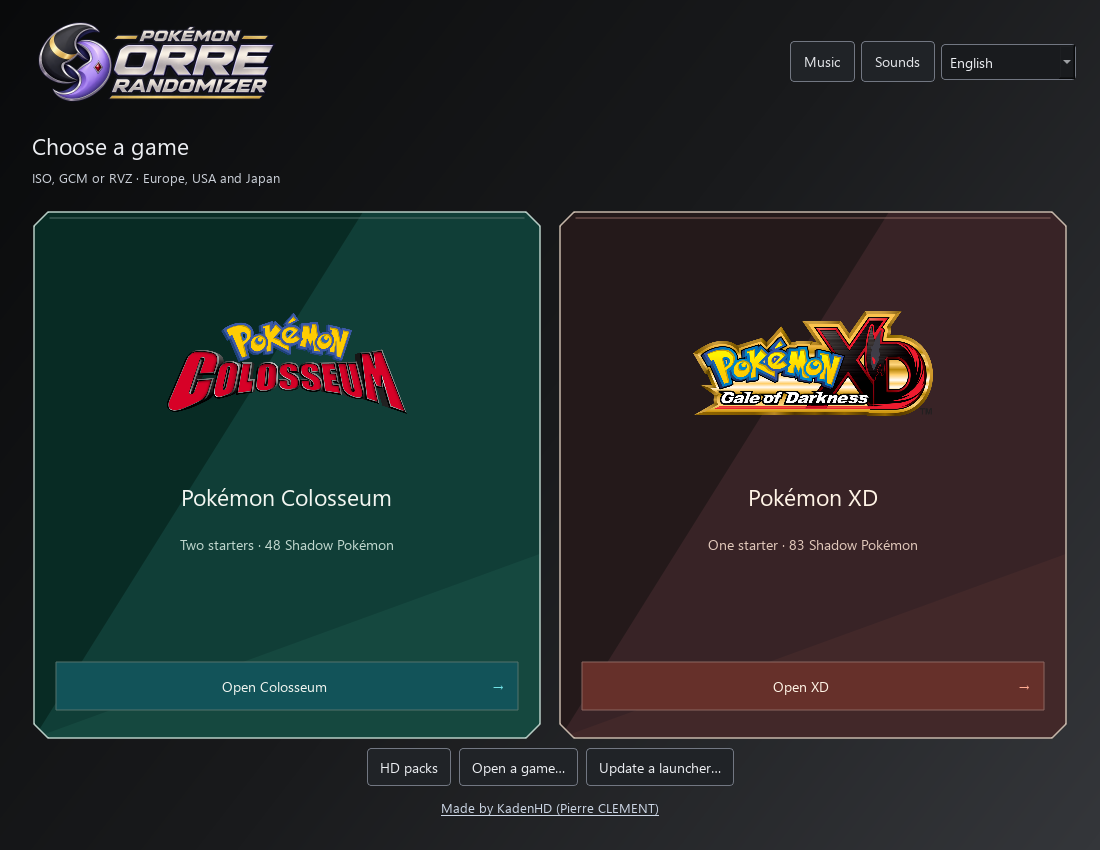 POKÉMON
ORRE
RANDOMIZER
Music
Sounds
English
Choose a game
ISO, GCM or RVZ · Europe, USA and Japan
POKéMON
COLOSSEUM
Pokémon Colosseum
Two starters · 48 Shadow Pokémon
Open Colosseum →
POKéMON XD
Gale of Darkness TM
Pokémon XD
One starter · 83 Shadow Pokémon
Open XD →
HD packs
Open a game...
Update a launcher...
Made by KadenHD (Pierre CLEMENT)